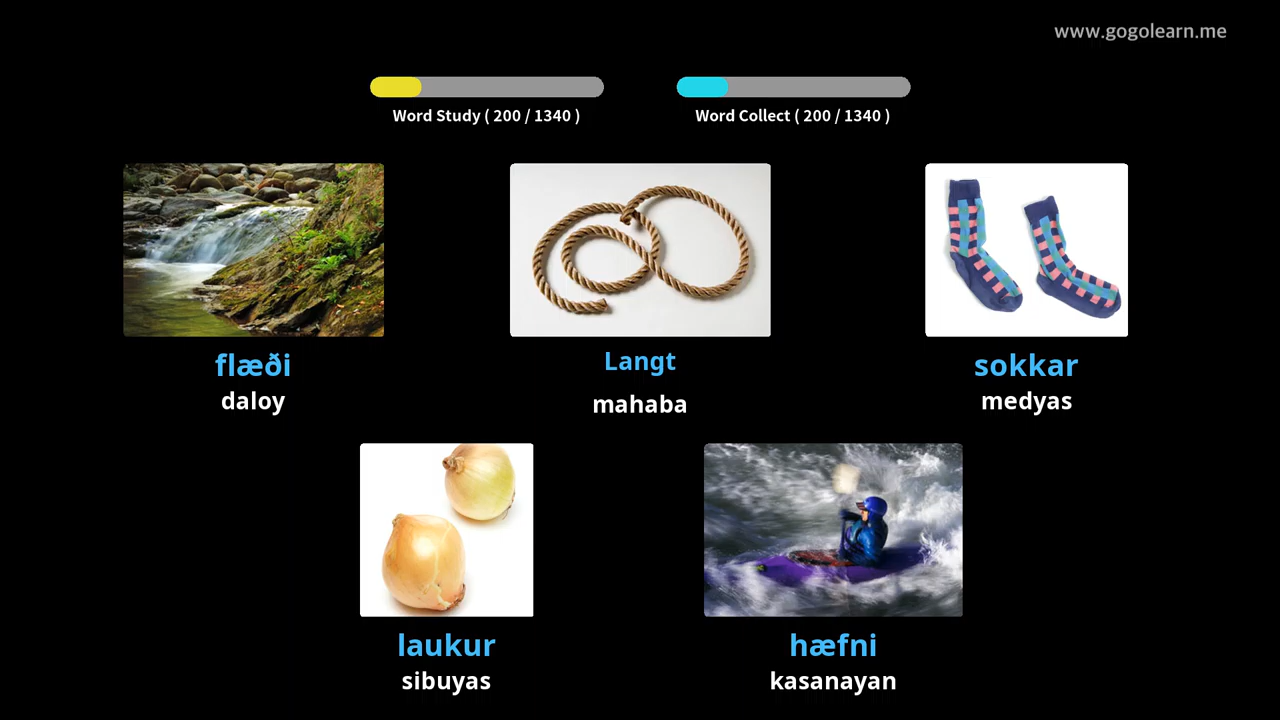 www.gogolearn.me
Word Study ( 200 / 1340 )
Word Collect ( 200 / 1340 )
flæði
daloy
Langt
mahaba
sokkar
medyas
laukur
sibuyas
hæfni
kasanayan